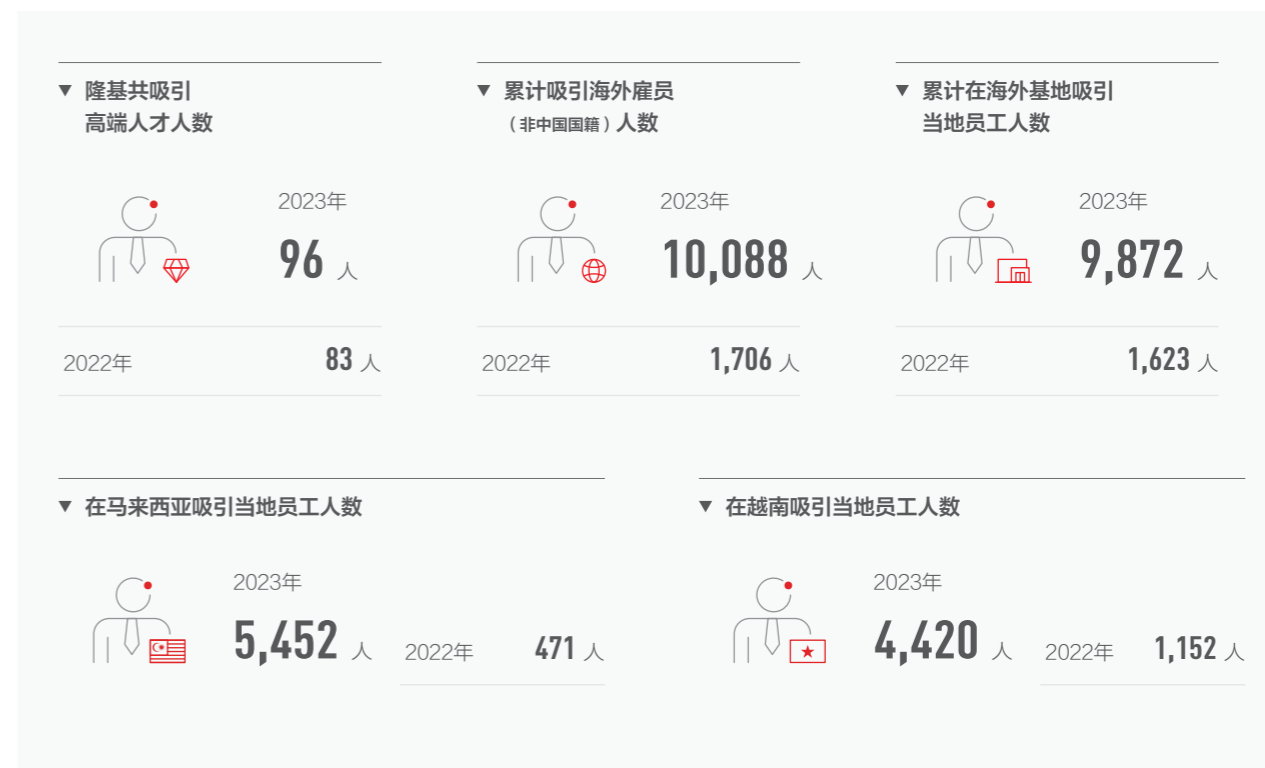 ▼ 隆基共吸引
高端人才人数
2023年
96 人
2022年 83 人
▼ 累计吸引海外雇员
（非中国国籍）人数
2023年
10,088 人
2022年 1,706 人
▼ 累计在海外基地吸引
当地员工人数
2023年
9,872 人
2022年 1,623 人
▼ 在马来西亚吸引当地员工人数
2023年
5,452 人
2022年 471 人
▼ 在越南吸引当地员工人数
2023年
4,420 人
2022年 1,152 人